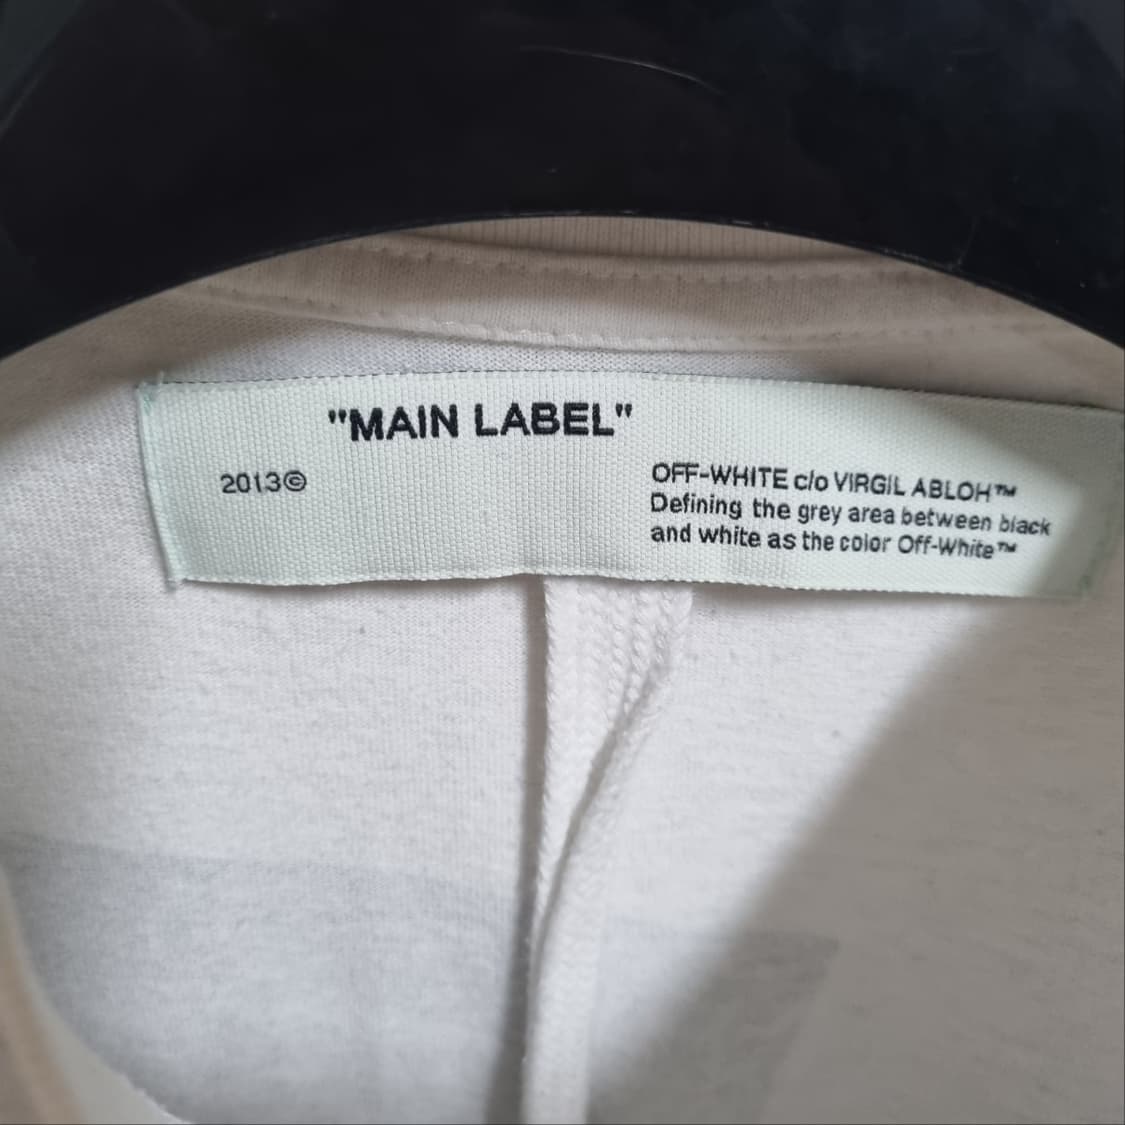 "MAIN LABEL"
2013©
OFF-WHITE c/o VIRGIL ABLOH™
Defining the grey area between black
and white as the color Off-White™